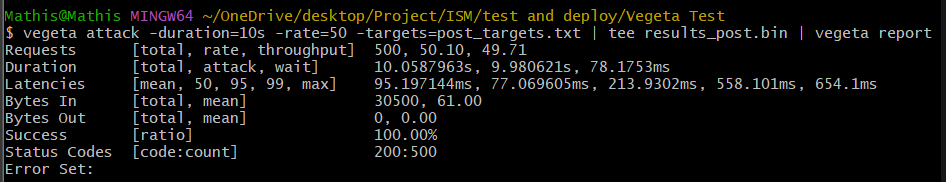 Mathis@Mathis MINGW64 ~/OneDrive/desktop/Project/ISM/test and deploy/Vegeta Test
$ vegeta attack -duration=10s -rate=50 -targets=post_targets.txt | tee results_post.bin | vegeta report
Requests      [total, rate, throughput]  500, 50.10, 49.71
Duration      [total, attack, wait]      10.0587963s, 9.980621s, 78.1753ms
Latencies     [mean, 50, 95, 99, max]    95.197144ms, 77.069605ms, 213.9302ms, 558.101ms, 654.1ms
Bytes In      [total, mean]              30500, 61.00
Bytes Out     [total, mean]              0, 0.00
Success       [ratio]                    100.00%
Status Codes  [code:count]               200:500
Error Set: